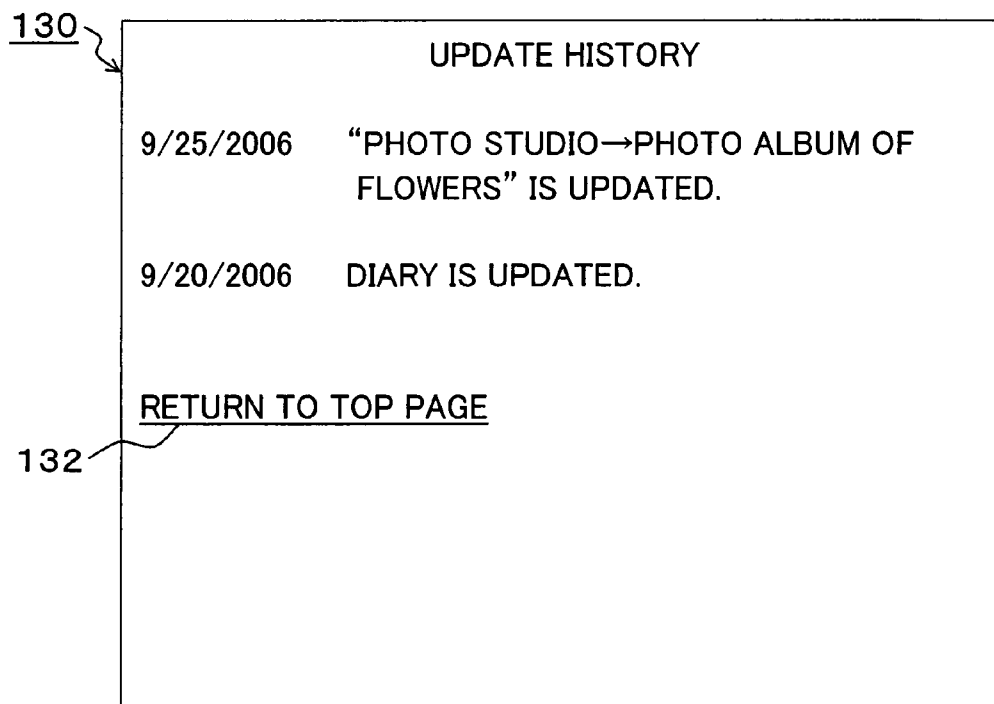 130
UPDATE HISTORY
9/25/2006 “PHOTO STUDIO→PHOTO ALBUM OF
FLOWERS” IS UPDATED.
9/20/2006 DIARY IS UPDATED.
RETURN TO TOP PAGE
132